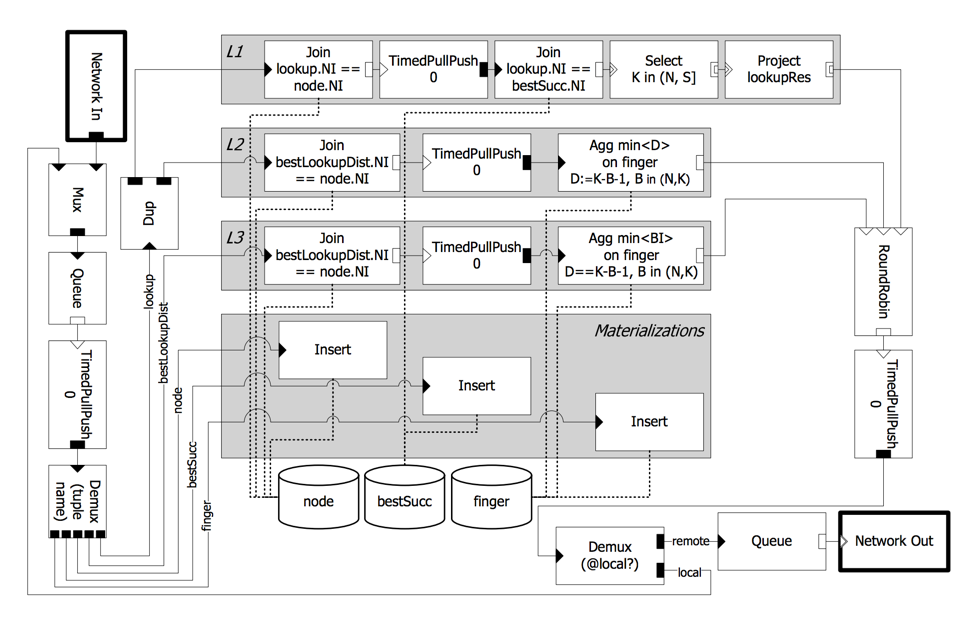 Network In
Mux
Queue
TimedPullPush
0
Demux
(tuple
name)
Dup
lookup
bestLookupDist
node
bestSucc
finger
L1
Join
lookup.NI ==
node.NI
TimedPullPush
0
Join
lookup.NI ==
bestSucc.NI
Select
K in (N, S]
Project
lookupRes
L2
Join
bestLookupDist.NI
== node.NI
TimedPullPush
0
Agg min<D>
on finger
D:=K-B-1, B in (N,K)
L3
Join
bestLookupDist.NI
== node.NI
TimedPullPush
0
Agg min<BI>
on finger
D==K-B-1, B in (N,K)
Materializations
Insert
Insert
Insert
node
bestSucc
finger
RoundRobin
TimedPullPush
0
Demux
(@local?)
remote
local
Queue
Network Out